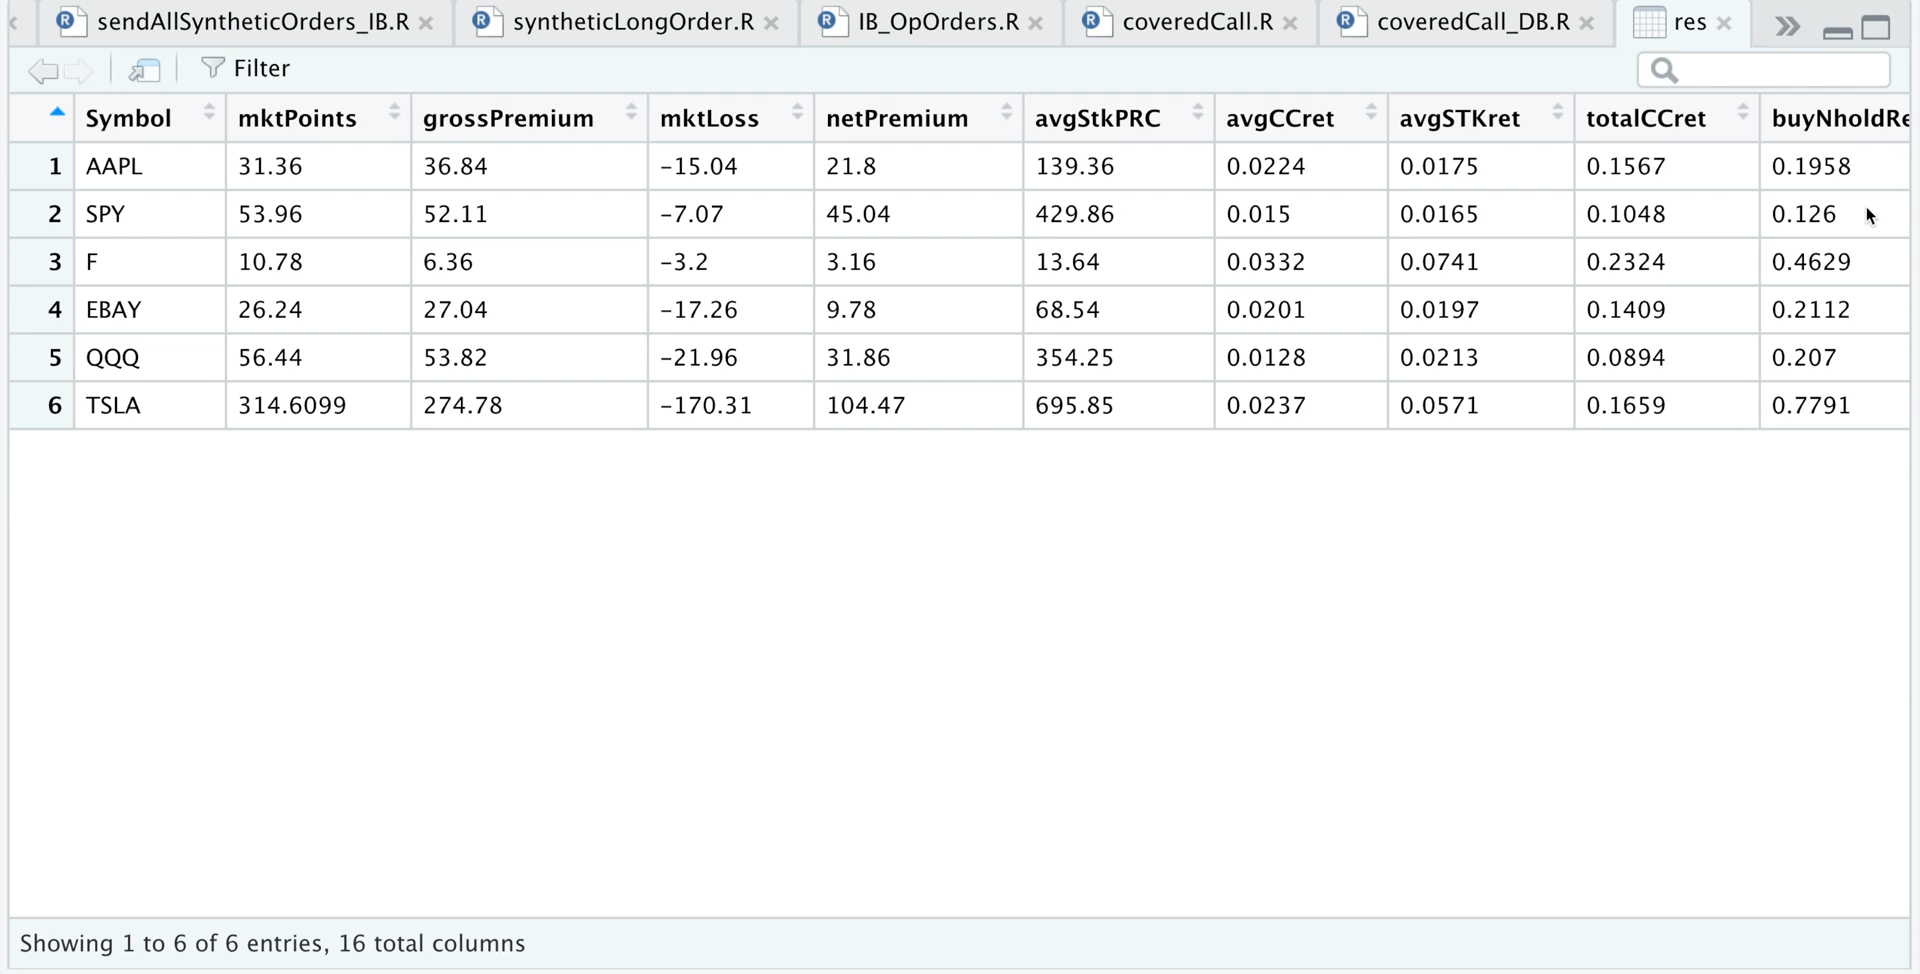 sendAllSyntheticOrders_IB.R syntheticLongOrder.R IB_OpOrders.R coveredCall.R coveredCall_DB.R res
Filter
Symbol mktPoints grossPremium mktLoss netPremium avgStkPRC avgCCret avgSTKret totalCCret buyNholdRe
1 AAPL 31.36 36.84 -15.04 21.8 139.36 0.0224 0.0175 0.1567 0.1958
2 SPY 53.96 52.11 -7.07 45.04 429.86 0.015 0.0165 0.1048 0.126
3 F 10.78 6.36 -3.2 3.16 13.64 0.0332 0.0741 0.2324 0.4629
4 EBAY 26.24 27.04 -17.26 9.78 68.54 0.0201 0.0197 0.1409 0.2112
5 QQQ 56.44 53.82 -21.96 31.86 354.25 0.0128 0.0213 0.0894 0.207
6 TSLA 314.6099 274.78 -170.31 104.47 695.85 0.0237 0.0571 0.1659 0.7791
Showing 1 to 6 of 6 entries, 16 total columns